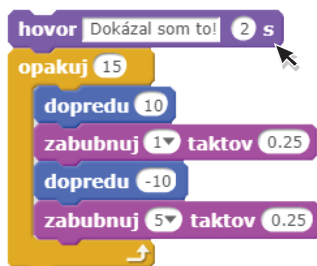 hovor Dokázal som to! 2 s
opakuj 15
dopredu 10
zabubnuj 1 taktov 0.25
dopredu -10
zabubnuj 5 taktov 0.25